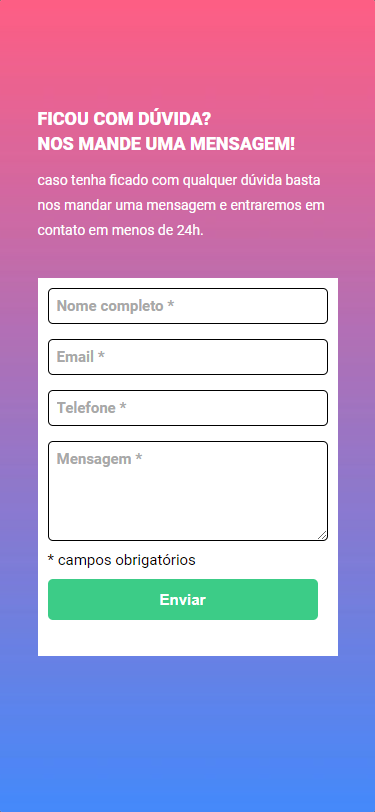 FICOU COM DÚVIDA?
NOS MANDE UMA MENSAGEM!
caso tenha ficado com qualquer dúvida basta
nos mandar uma mensagem e entraremos em
contato em menos de 24h.
Nome completo *
Email *
Telefone *
Mensagem *
* campos obrigatórios
Enviar